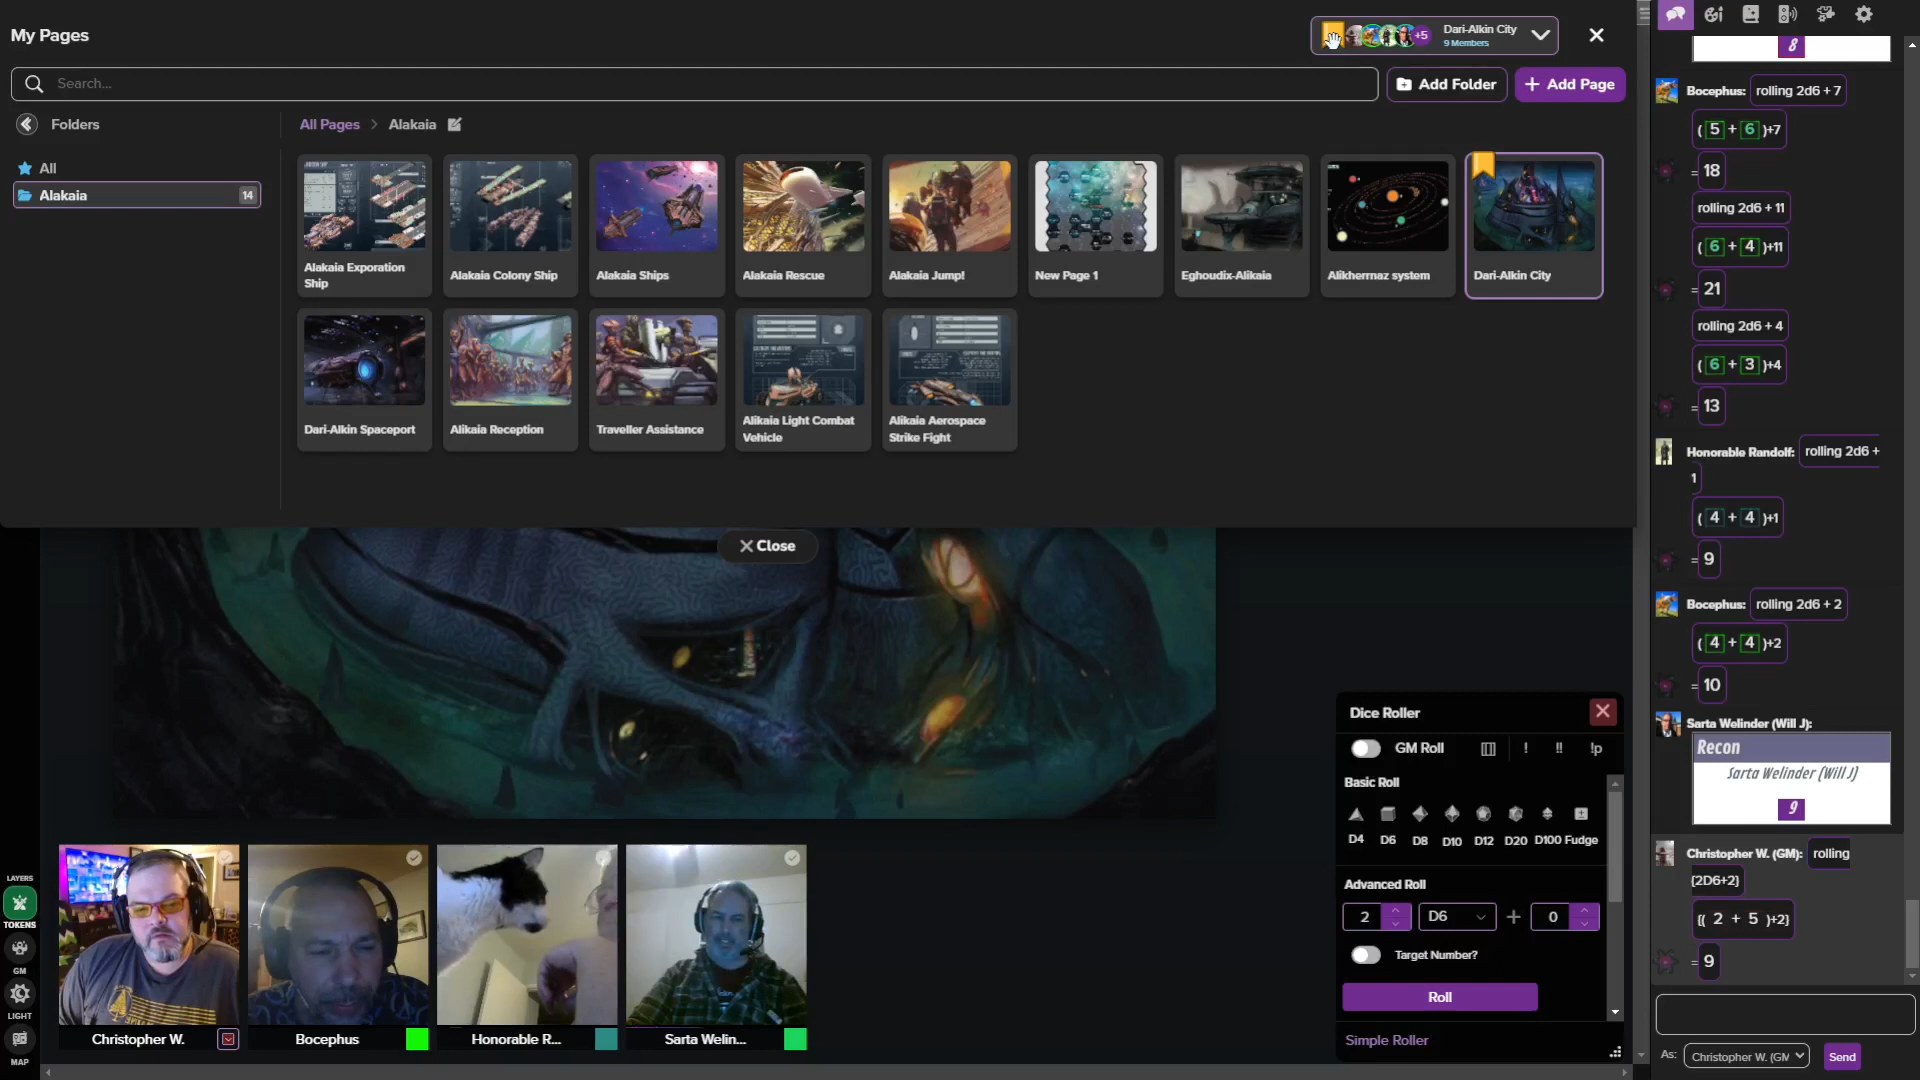 My Pages
+5
Dari-Alkin City
9 Members
Search...
Add Folder
Add Page
Folders
All Pages > Alakaia
All
Alakaia
14
Alakaia Exporation
Ship
Alakaia Colony Ship
Alakaia Ships
Alakaia Rescue
Alakaia Jump!
New Page 1
Eghoudix-Alikaia
Alikhermaz system
Dari-Alkin City
Dari-Alkin Spaceport
Alikaia Reception
Traveller Assistance
Alikaia Light Combat
Vehicle
Alikaia Aerospace
Strike Fight
Close
8
Bocephus: rolling 2d6 + 7
(5 + 6)+7
=18
rolling 2d6 + 11
(6 + 4)+11
=21
rolling 2d6 + 4
(6 + 3)+4
=13
Honorable Randolf: rolling 2d6 +
1
(4 + 4)+1
=9
Bocephus: rolling 2d6 + 2
(4 + 4)+2
=10
Sarta Welinder (Will J):
Recon
Sarta Welinder (Will J)
9
Christopher W. (GM): rolling
{2D6+2}
{(2 + 5)+2}
=9
As: Christopher W. (GM
Send
Dice Roller
GM Roll
! !! !p
Basic Roll
D4 D6 D8 D10 D12 D20 D100 Fudge
Advanced Roll
2 D6 + 0
Target Number?
Roll
Simple Roller
LAYERS
TOKENS
GM
LIGHT
MAP
Christopher W.
Bocephus
Honorable R...
Sarta Welin...